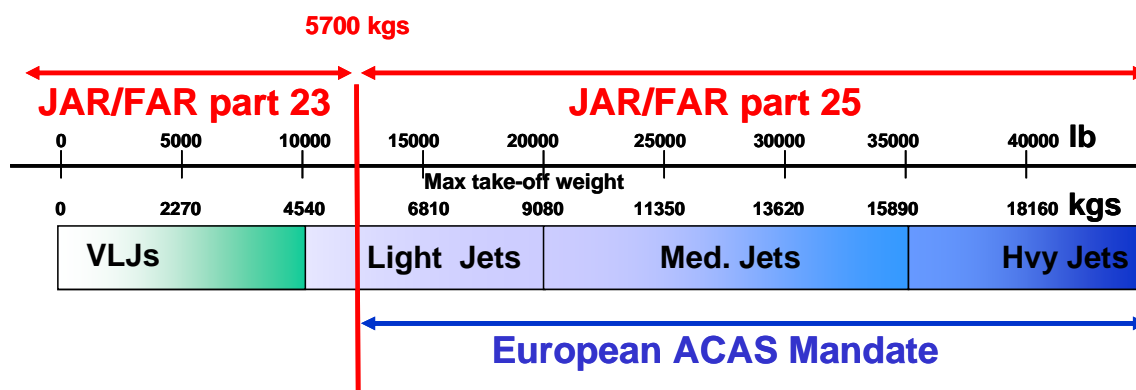 5700 kgs
JAR/FAR part 23 JAR/FAR part 25
0 5000 10000 15000 20000 25000 30000 35000 40000 lb
Max take-off weight
0 2270 4540 6810 9080 11350 13620 15890 18160 kgs
VLJs Light Jets Med. Jets Hvy Jets
European ACAS Mandate